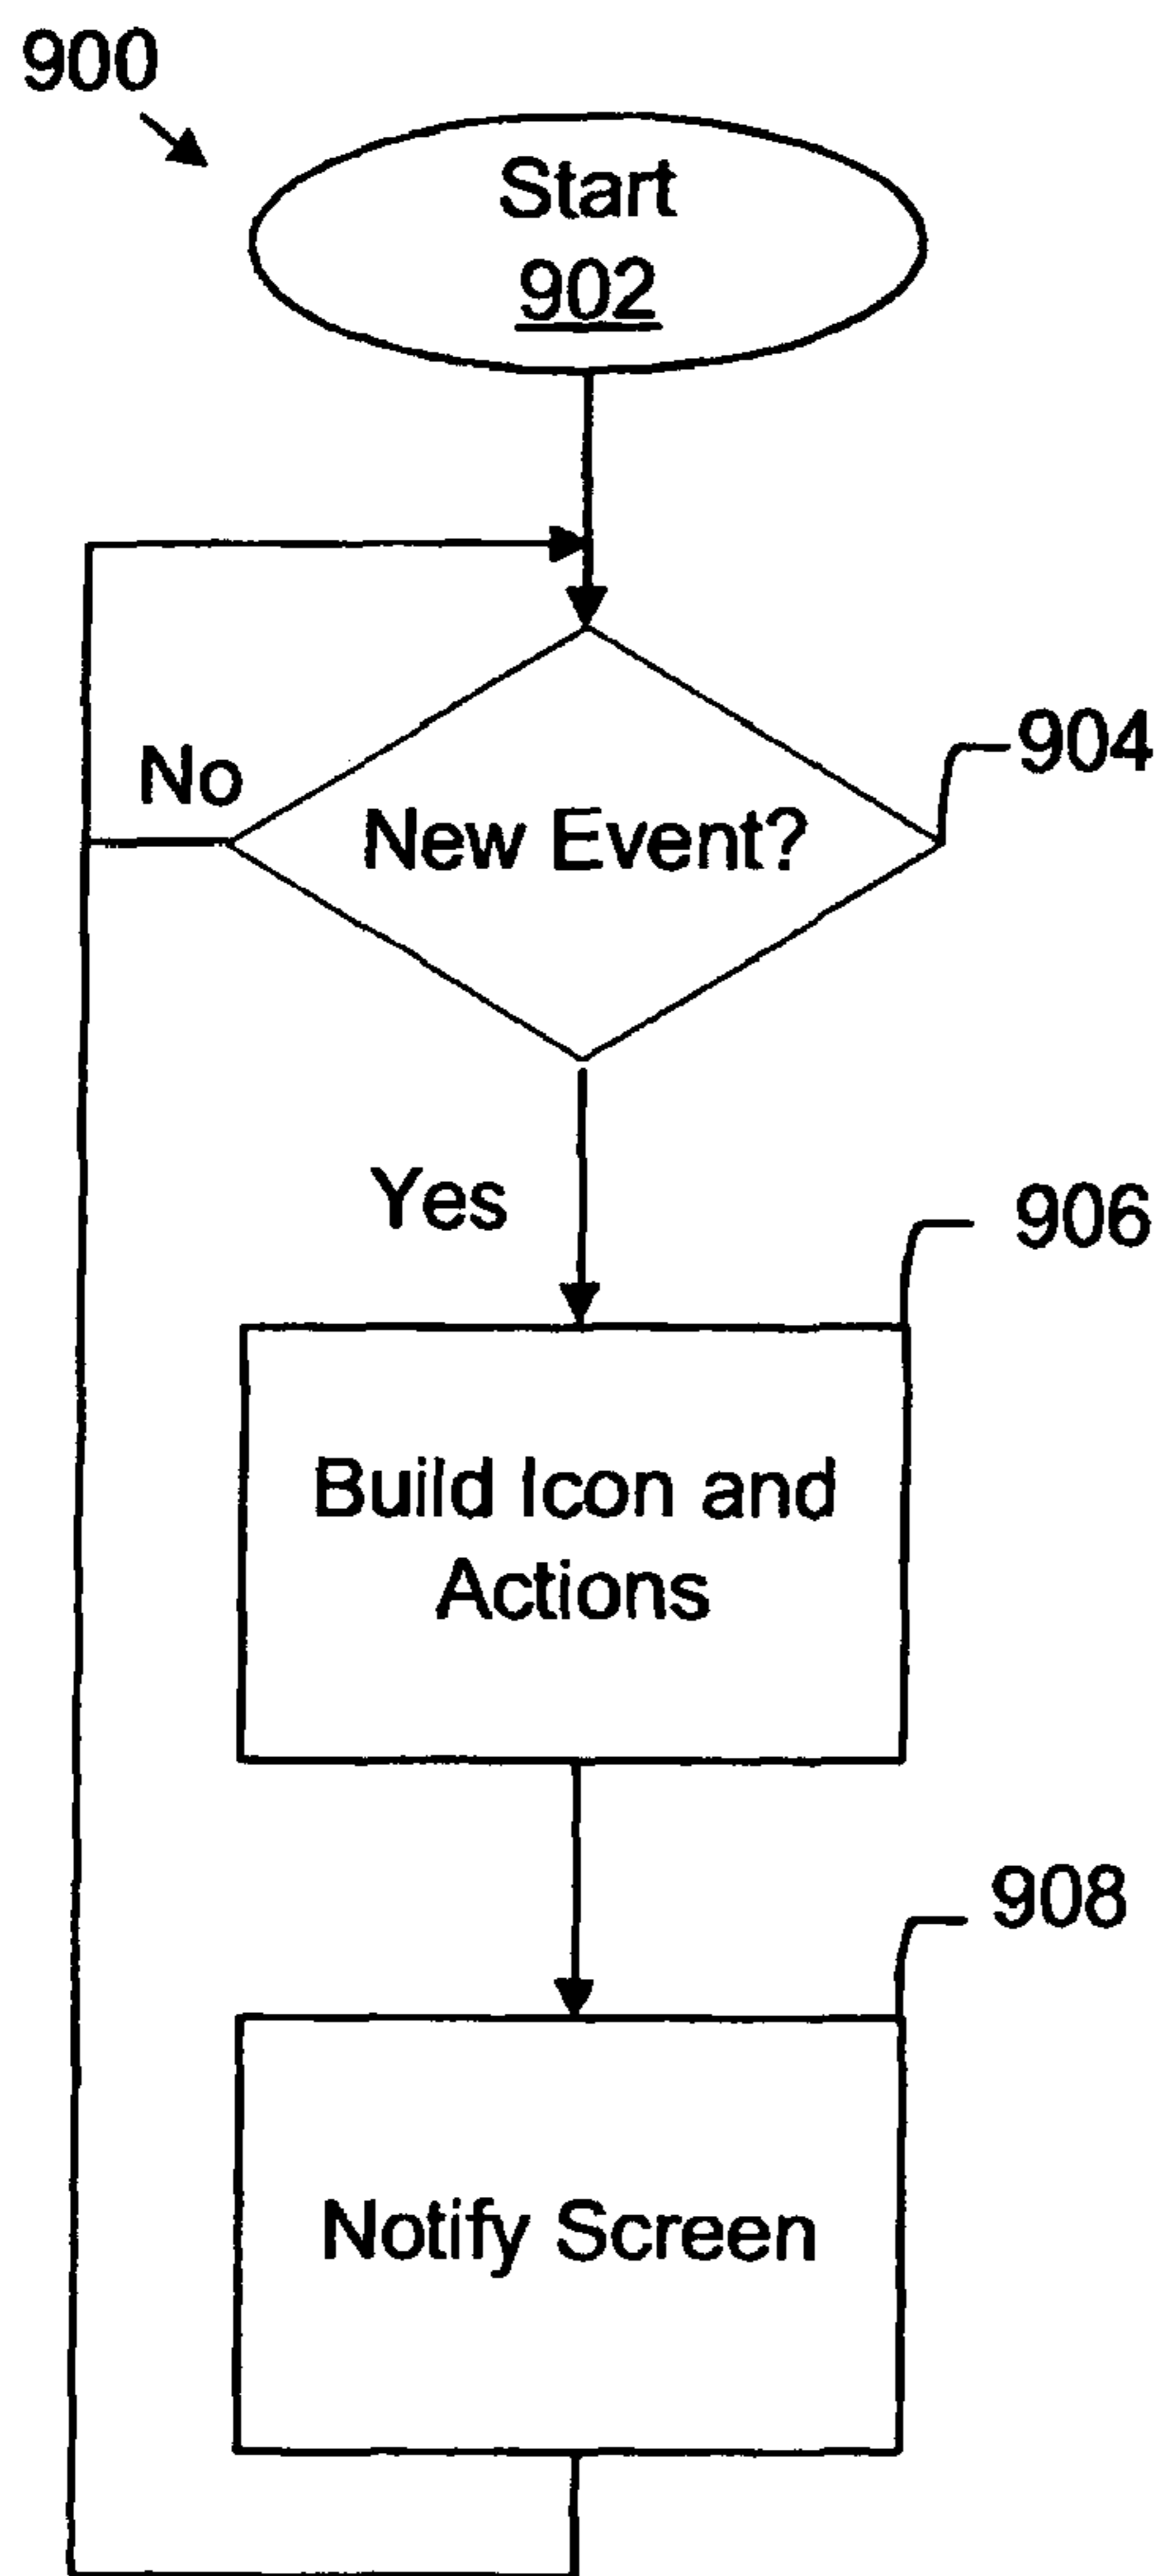 900
Start
902
904
No
New Event?
Yes
906
Build Icon and
Actions
908
Notify Screen